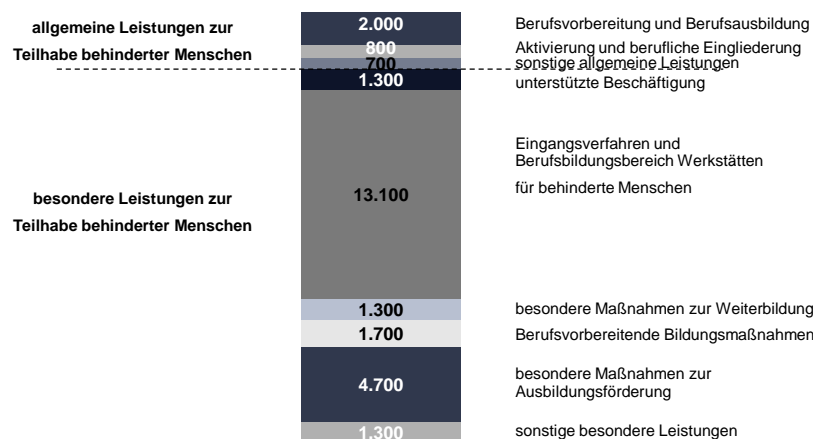 allgemeine Leistungen zur
Teilhabe behinderter Menschen
2.000
Berufsvorbereitung und Berufsausbildung
800
Aktivierung und berufliche Eingliederung
700
sonstige allgemeine Leistungen
1.300
unterstützte Beschäftigung
besondere Leistungen zur
Teilhabe behinderter Menschen
13.100
Eingangsverfahren und
Berufsbildungsbereich Werkstätten
für behinderte Menschen
1.300
besondere Maßnahmen zur Weiterbildung
1.700
Berufsvorbereitende Bildungsmaßnahmen
4.700
besondere Maßnahmen zur
Ausbildungsförderung
1.300
sonstige besondere Leistungen